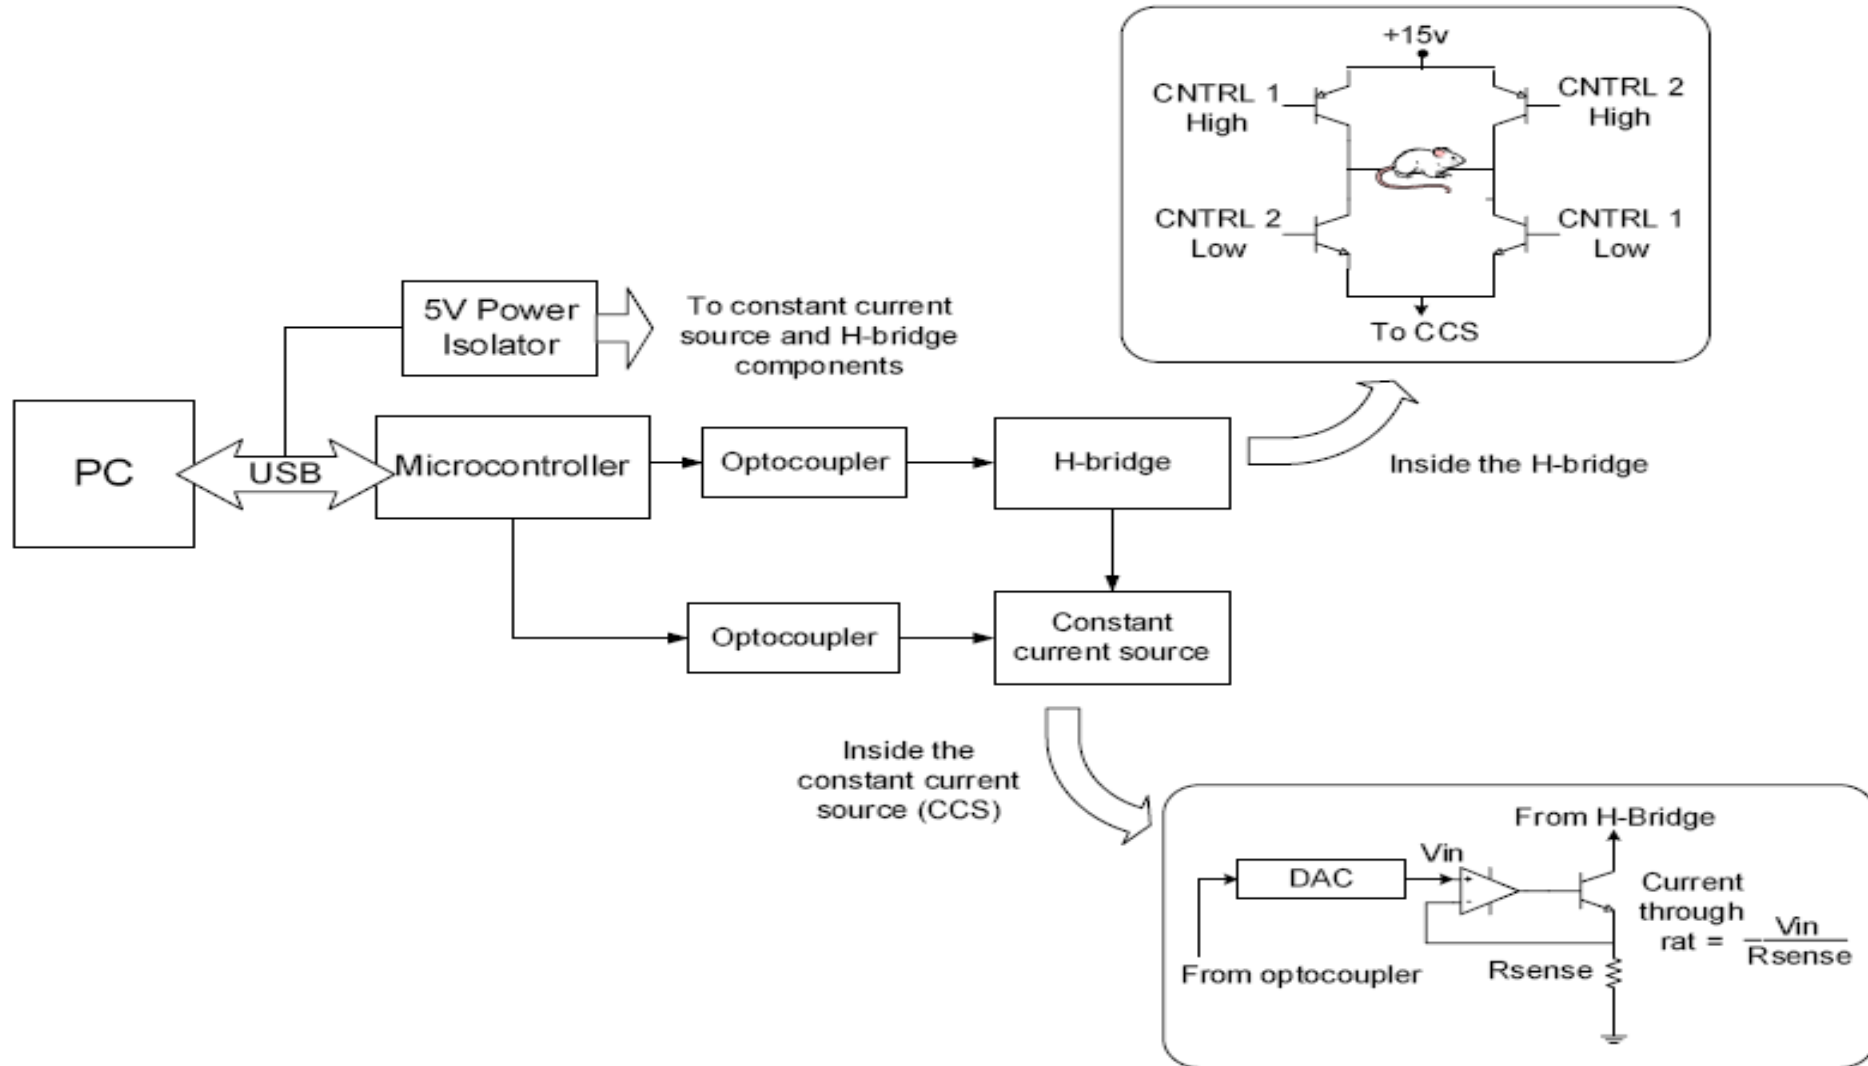 +15v
CNTRL 1
High
CNTRL 2
High
CNTRL 2
Low
CNTRL 1
Low
To CCS
5V Power
Isolator
To constant current
source and H-bridge
components
PC
USB
Microcontroller
Optocoupler
H-bridge
Inside the H-bridge
Optocoupler
Constant
current source
Inside the
constant current
source (CCS)
From H-Bridge
Vin
DAC
+
-
Current
through
rat = Vin
Rsense
From optocoupler
Rsense